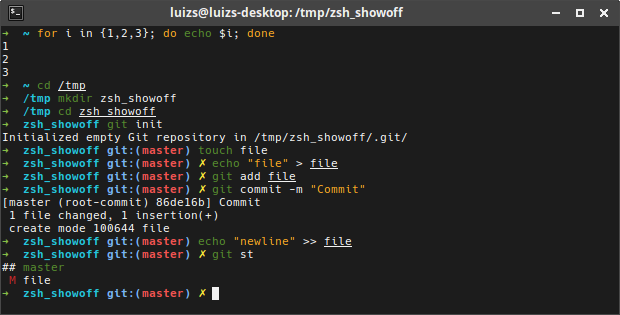 luizs@luizs-desktop: /tmp/zsh_showoff
➜  ~ for i in {1,2,3}; do echo $i; done
1
2
3
➜  ~ cd /tmp
➜  /tmp mkdir zsh_showoff
➜  /tmp cd zsh_showoff
➜  zsh_showoff git init
Initialized empty Git repository in /tmp/zsh_showoff/.git/
➜  zsh_showoff git:(master) touch file
➜  zsh_showoff git:(master) ✗ echo "file" > file
➜  zsh_showoff git:(master) ✗ git add file
➜  zsh_showoff git:(master) ✗ git commit -m "Commit"
[master (root-commit) 86de16b] Commit
 1 file changed, 1 insertion(+)
 create mode 100644 file
➜  zsh_showoff git:(master) echo "newline" >> file
➜  zsh_showoff git:(master) ✗ git st
## master
 M file
➜  zsh_showoff git:(master) ✗